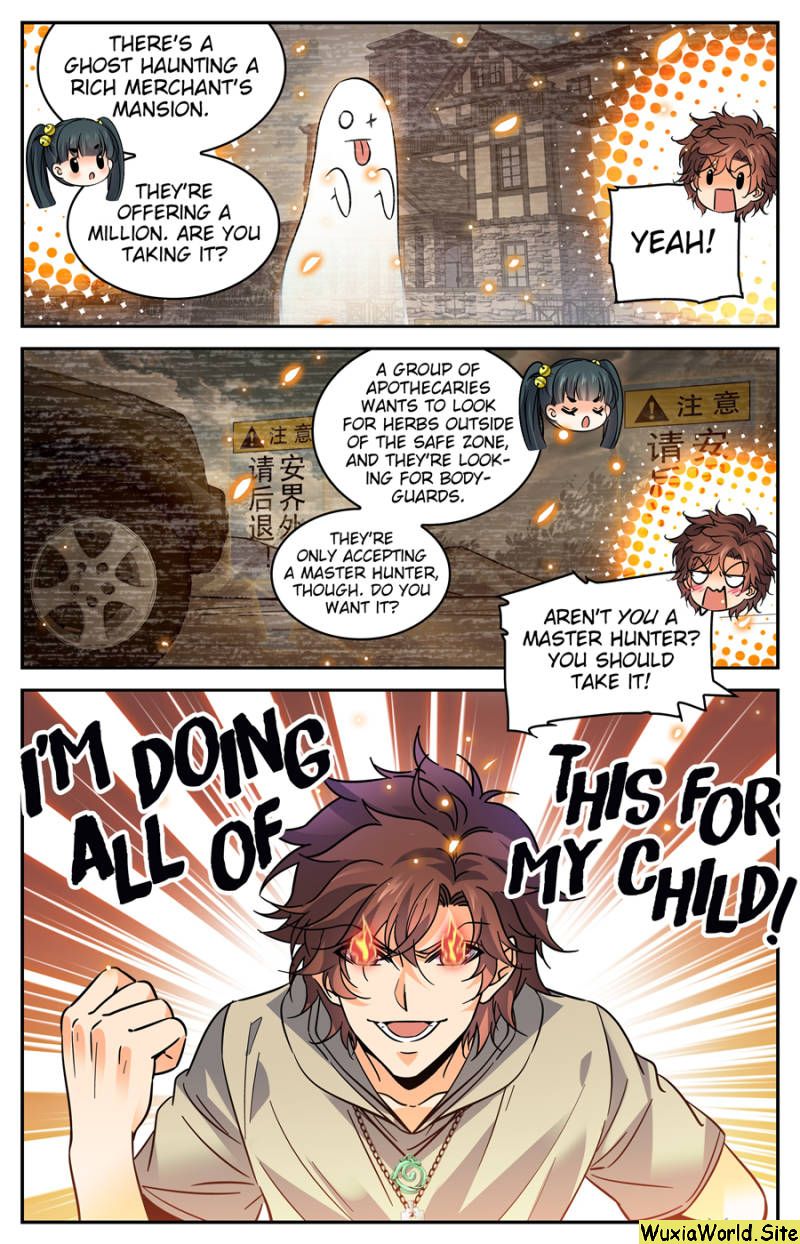 THERE'S A
GHOST HAUNTING A
RICH MERCHANT'S
MANSION.
THEY'RE
OFFERING A
MILLION. ARE YOU
TAKING IT?
YEAH!
A GROUP OF
APOTHECARIES
WANTS TO LOOK
FOR HERBS OUTSIDE
OF THE SAFE ZONE,
AND THEY'RE LOOK-
ING FOR BODY-
GUARDS.
THEY'RE
ONLY ACCEPTING
A MASTER HUNTER,
THOUGH. DO YOU
WANT IT?
注意
安界外
请后退!
注意
安
请后
AREN'T YOU A
MASTER HUNTER?
YOU SHOULD
TAKE IT!
I'M DOING
ALL OF
THIS FOR
MY CHILD!
WuxiaWorld.Site